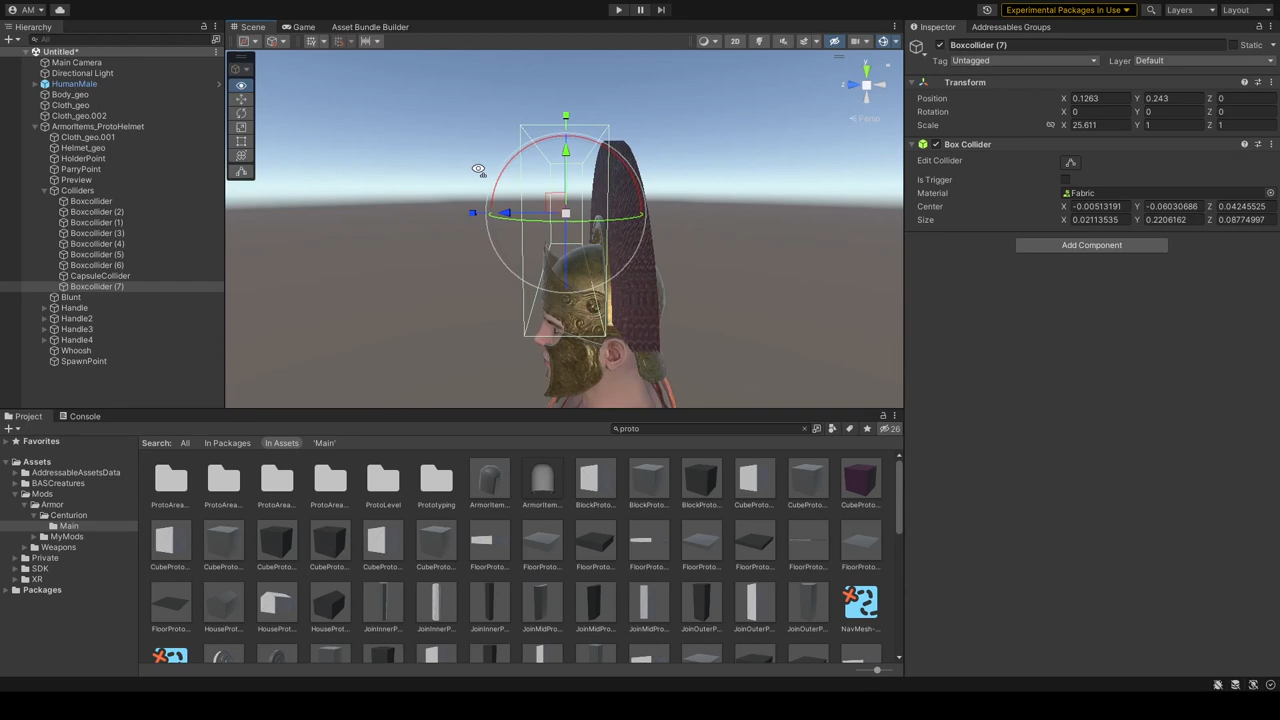 AM
Experimental Packages In Use
Layers
Layout
Hierarchy
Scene
Game
Asset Bundle Builder
Inspector
Addressables Groups
All
2D
Boxcollider (7)
Static
Tag Untagged
Layer Default
Untitled*
Main Camera
Directional Light
HumanMale
Body_geo
Cloth_geo
Cloth_geo.002
ArmorItems_ProtoHelmet
Cloth_geo.001
Helmet_geo
HolderPoint
ParryPoint
Preview
Colliders
Boxcollider
Boxcollider (2)
Boxcollider (1)
Boxcollider (3)
Boxcollider (4)
Boxcollider (5)
Boxcollider (6)
CapsuleCollider
Boxcollider (7)
Blunt
Handle
Handle2
Handle3
Handle4
Whoosh
SpawnPoint
y
z
Persp
Transform
Position X 0.1263 Y 0.243 Z 0
Rotation X 0 Y 0 Z 0
Scale X 25.611 Y 1 Z 1
Box Collider
Edit Collider
Is Trigger
Material Fabric
Center X -0.00513191 Y -0.06030686 Z 0.04245525
Size X 0.02113535 Y 0.2206162 Z 0.08774997
Add Component
Project
Console
proto
26
Favorites
Assets
AddressableAssetsData
BASCreatures
Mods
Armor
Centurion
Main
MyMods
Weapons
Private
SDK
XR
Packages
Search: All In Packages In Assets 'Main'
ProtoArea... ProtoArea... ProtoArea... ProtoArea... ProtoLevel Prototyping ArmorItem... ArmorItem... BlockProto... BlockProto... BlockProto... CubeProto... CubeProto... CubeProto...
CubeProto... CubeProto... CubeProto... CubeProto... CubeProto... CubeProto... FloorProto... FloorProto... FloorProto... FloorProto... FloorProto... FloorProto... FloorProto... FloorProto...
FloorProto... HouseProt... HouseProt... HouseProt... JoinInnerP... JoinInnerP... JoinInnerP... JoinMidPro... JoinMidPro... JoinMidPro... JoinOuterP... JoinOuterP... JoinOuterP... NavMesh-...